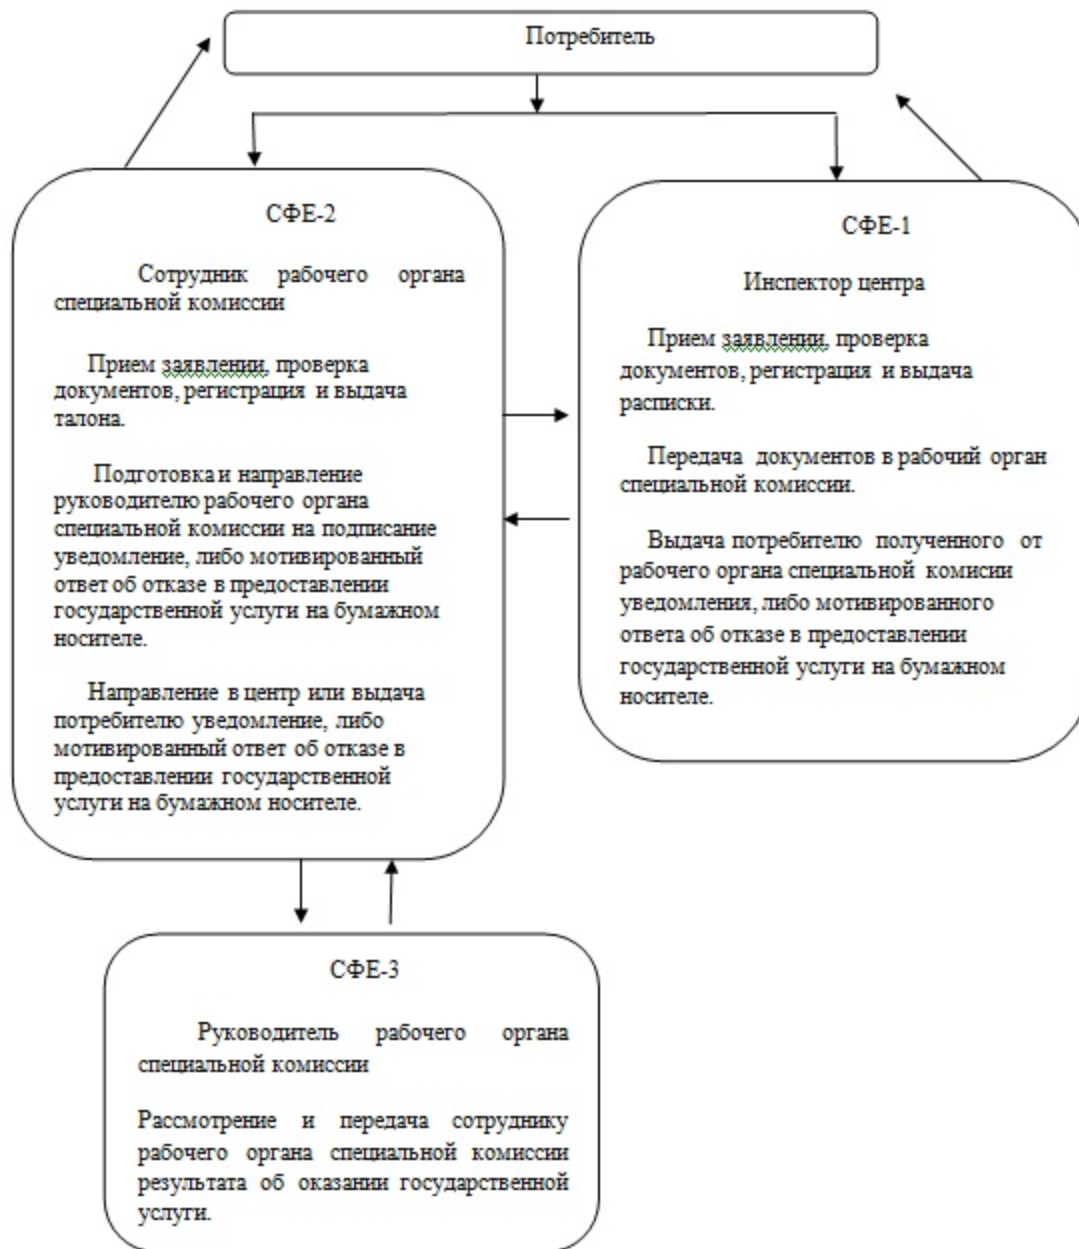 Потребитель
СФЕ-2
Сотрудник рабочего органа
специальной комиссии
Прием заявлении, проверка
документов, регистрация и выдача
талона.
Подготовка и направление
руководителю рабочего органа
специальной комиссии на подписание
уведомление, либо мотивированный
ответ об отказе в предоставлении
государственной услуги на бумажном
носителе.
Направление в центр или выдача
потребителю уведомление, либо
мотивированный ответ об отказе в
предоставлении государственной
услуги на бумажном носителе.
СФЕ-1
Инспектор центра
Прием заявлении, проверка
документов, регистрация и выдача
расписки.
Передача документов в рабочий орган
специальной комиссии.
Выдача потребителю полученного от
рабочего органа специальной комисии
уведомления, либо мотивированного
ответа об отказе в предоставлении
государственной услуги на бумажном
носителе.
СФЕ-3
Руководитель рабочего органа
специальной комиссии
Рассмотрение и передача сотруднику
рабочего органа специальной комиссии
результата об оказании государственной
услуги.